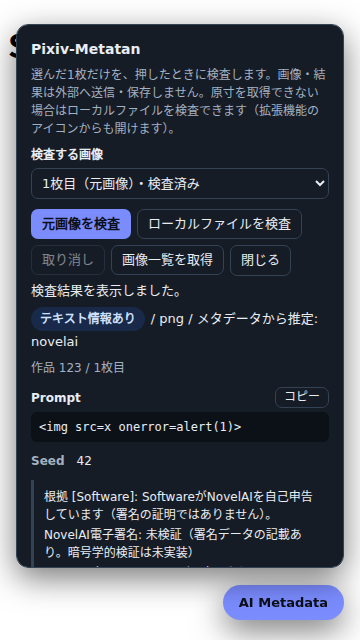 Pixiv-Metatan
選んだ1枚だけを、押したときに検査します。画像・結
果は外部へ送信・保存しません。原寸を取得できない
場合はローカルファイルを検査できます（拡張機能の
アイコンからも開けます）。
検査する画像
1枚目（元画像）・検査済み
元画像を検査 ローカルファイルを検査
取り消し 画像一覧を取得 閉じる
検査結果を表示しました。
テキスト情報あり / png / メタデータから推定:
novelai
作品 123 / 1枚目
Prompt コピー
<img src=x onerror=alert(1)>
Seed 42
根拠 [Software]: SoftwareがNovelAIを自己申告
しています（署名の証明ではありません）。
NovelAI電子署名: 未検証（署名データの記載あ
り。暗号学的検証は未実装）
AI Metadata